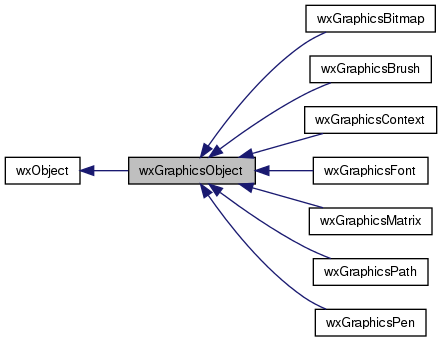 wxGraphicsBitmap
wxGraphicsBrush
wxGraphicsContext
wxObject
wxGraphicsObject
wxGraphicsFont
wxGraphicsMatrix
wxGraphicsPath
wxGraphicsPen